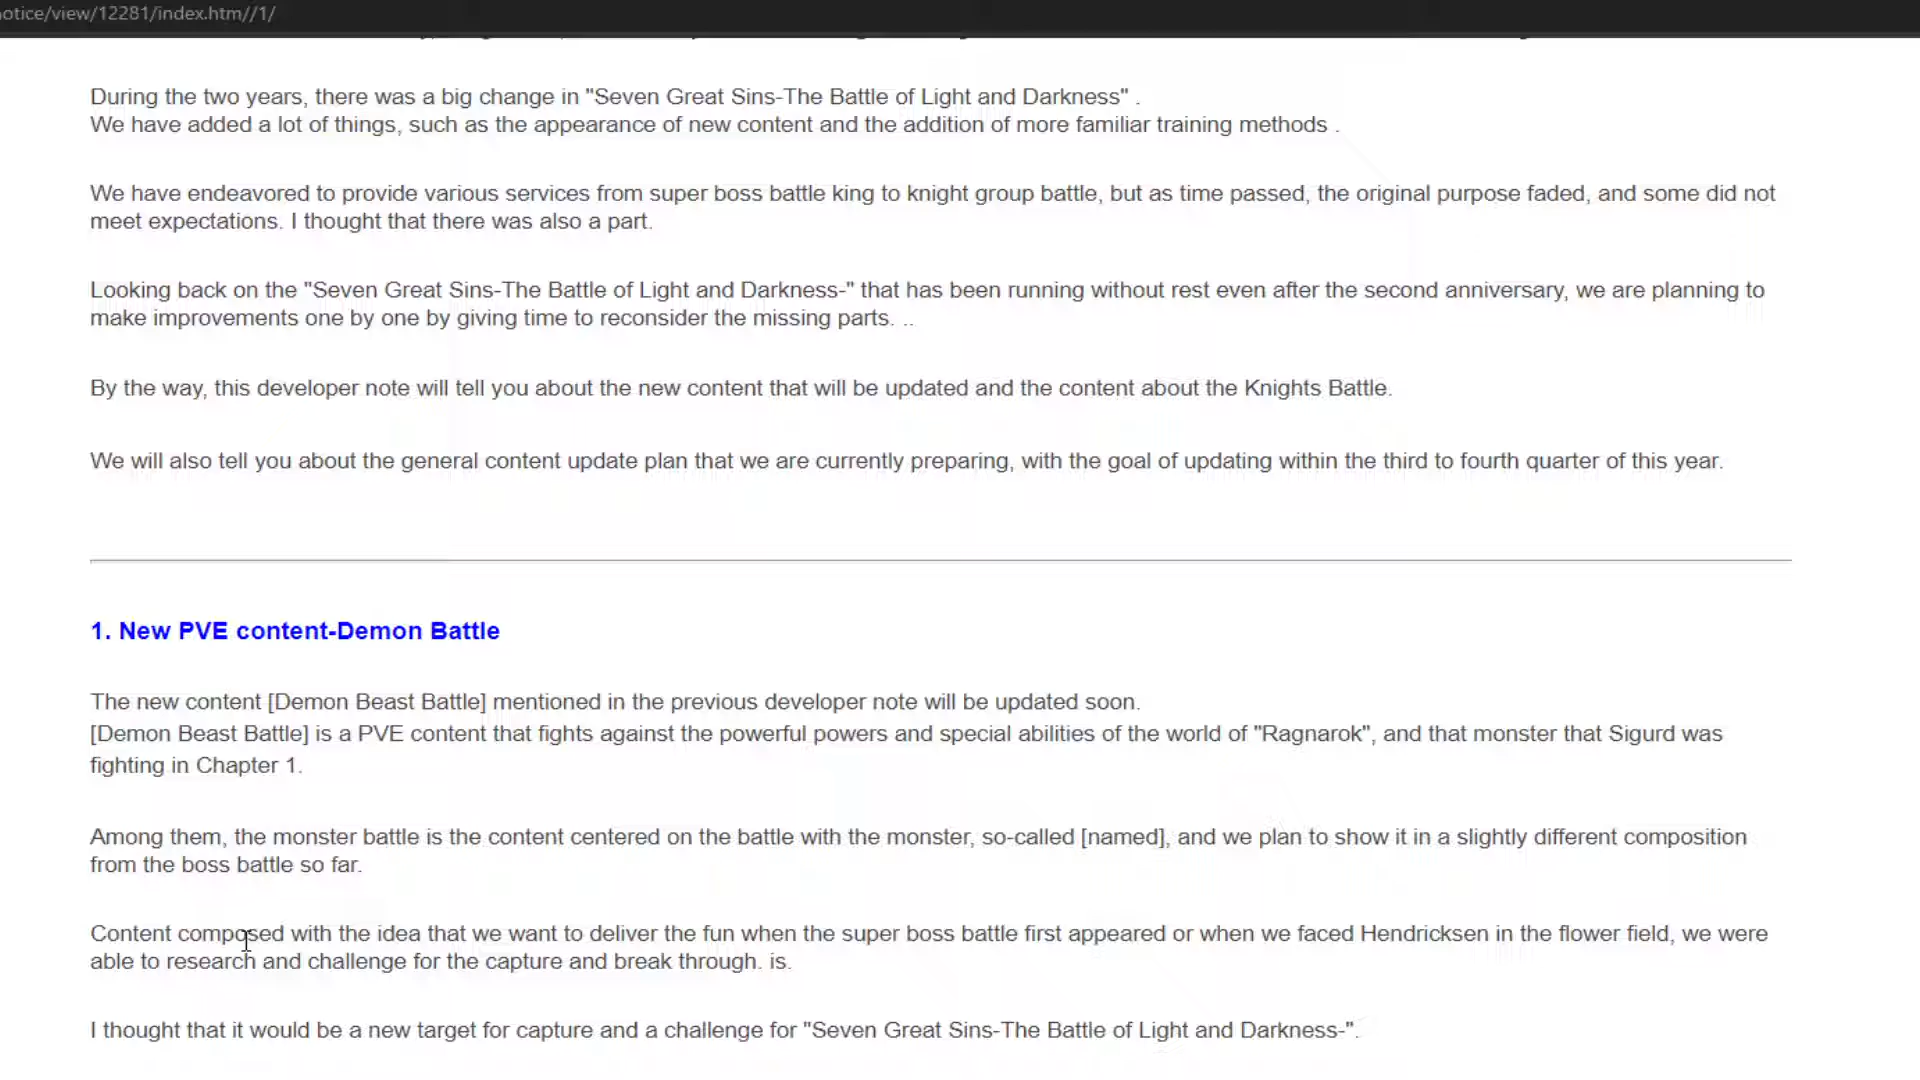 otice/view/12281/index.htm//1/
During the two years, there was a big change in "Seven Great Sins-The Battle of Light and Darkness" .
We have added a lot of things, such as the appearance of new content and the addition of more familiar training methods .
We have endeavored to provide various services from super boss battle king to knight group battle, but as time passed, the original purpose faded, and some did not
meet expectations. I thought that there was also a part.
Looking back on the "Seven Great Sins-The Battle of Light and Darkness-" that has been running without rest even after the second anniversary, we are planning to
make improvements one by one by giving time to reconsider the missing parts. ..
By the way, this developer note will tell you about the new content that will be updated and the content about the Knights Battle.
We will also tell you about the general content update plan that we are currently preparing, with the goal of updating within the third to fourth quarter of this year.
1. New PVE content-Demon Battle
The new content [Demon Beast Battle] mentioned in the previous developer note will be updated soon.
[Demon Beast Battle] is a PVE content that fights against the powerful powers and special abilities of the world of "Ragnarok", and that monster that Sigurd was
fighting in Chapter 1.
Among them, the monster battle is the content centered on the battle with the monster, so-called [named], and we plan to show it in a slightly different composition
from the boss battle so far.
Content composed with the idea that we want to deliver the fun when the super boss battle first appeared or when we faced Hendricksen in the flower field, we were
able to research and challenge for the capture and break through. is.
I thought that it would be a new target for capture and a challenge for "Seven Great Sins-The Battle of Light and Darkness-".